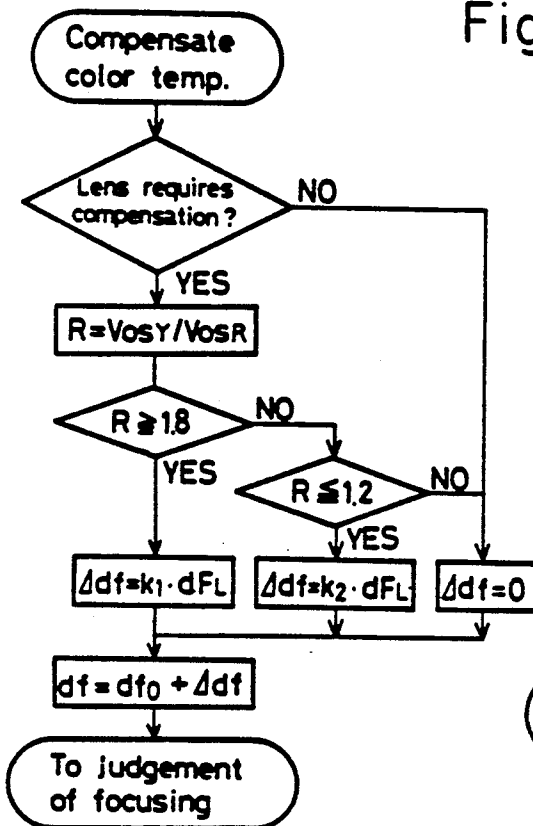 Fig
Compensate
color temp.
Lens requires
compensation?
NO
YES
R=VosY/VosR
R≧1.8
NO
YES
R≦1.2
NO
YES
Δdf=k1·dFL
Δdf=k2·dFL
Δdf=0
df=df0+Δdf
To judgement
of focusing